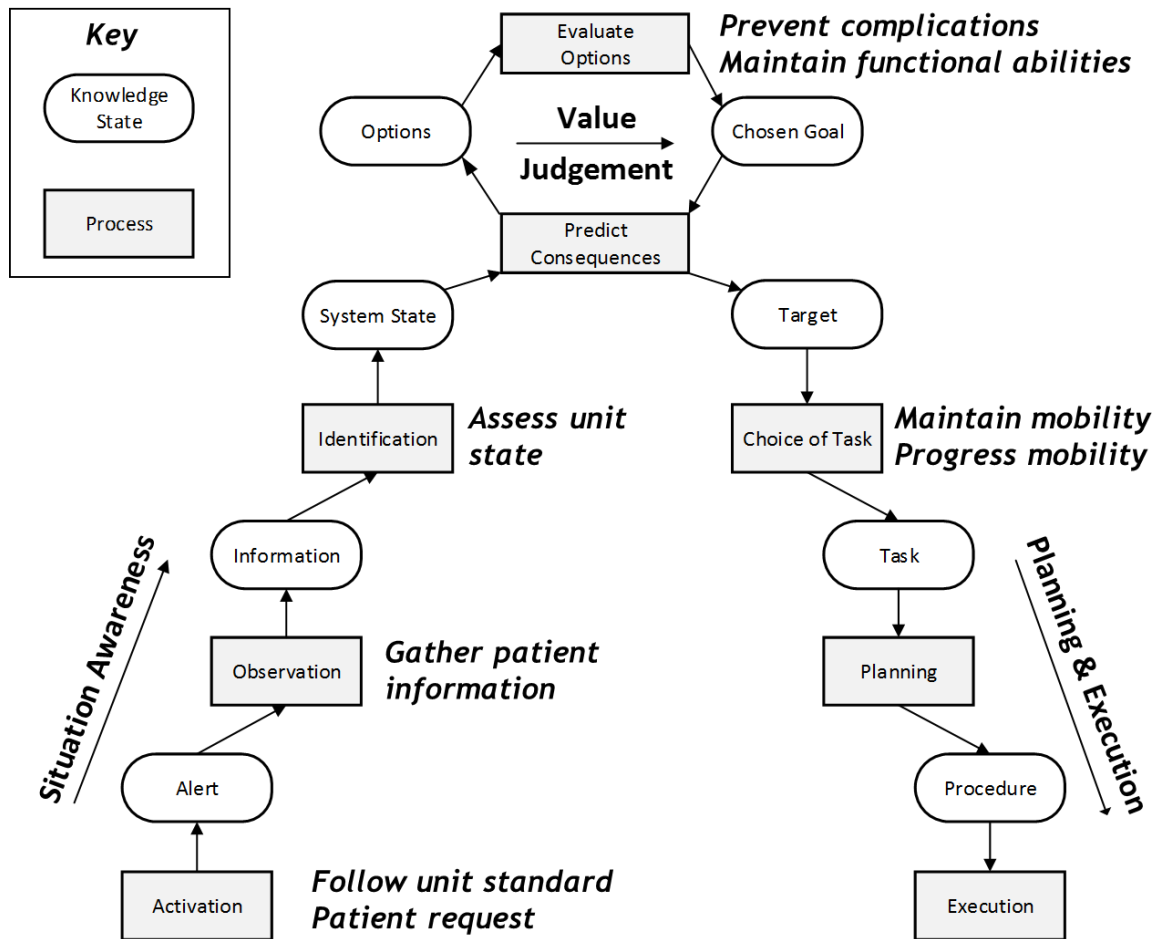 Key
Knowledge
State
Process
Evaluate
Options
Prevent complications
Maintain functional abilities
Options
Value
Judgement
Chosen Goal
Predict
Consequences
System State
Target
Identification
Assess unit
state
Choice of Task
Maintain mobility
Progress mobility
Information
Task
Situation Awareness
Planning & Execution
Observation
Gather patient
information
Planning
Alert
Procedure
Activation
Follow unit standard
Patient request
Execution